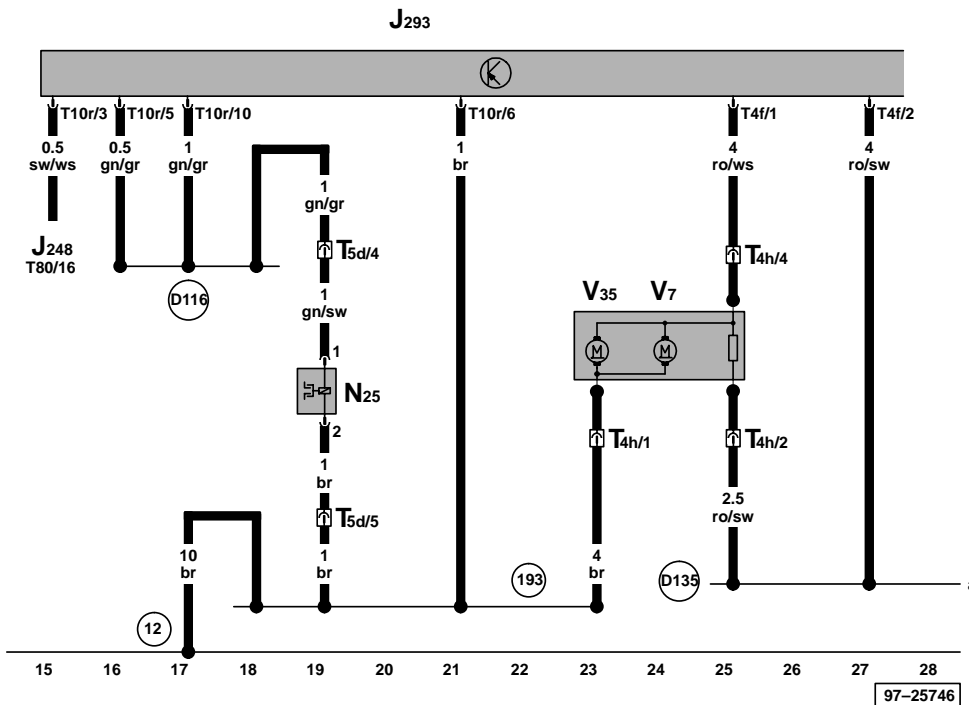 J293
T10r/3 T10r/5 T10r/10 T10r/6 T4f/1 T4f/2
0.5 0.5 1 1 4 4
sw/ws gn/gr gn/gr br ro/ws ro/sw
1
gn/gr
J248
T80/16
T5d/4
T4h/4
D116
1
gn/sw
V35 V7
M M
1
N25
2
T4h/1
T4h/2
1
br
2.5
ro/sw
T5d/5
10
br
1
br
193
4
br
D135
12
15 16 17 18 19 20 21 22 23 24 25 26 27 28
97–25746